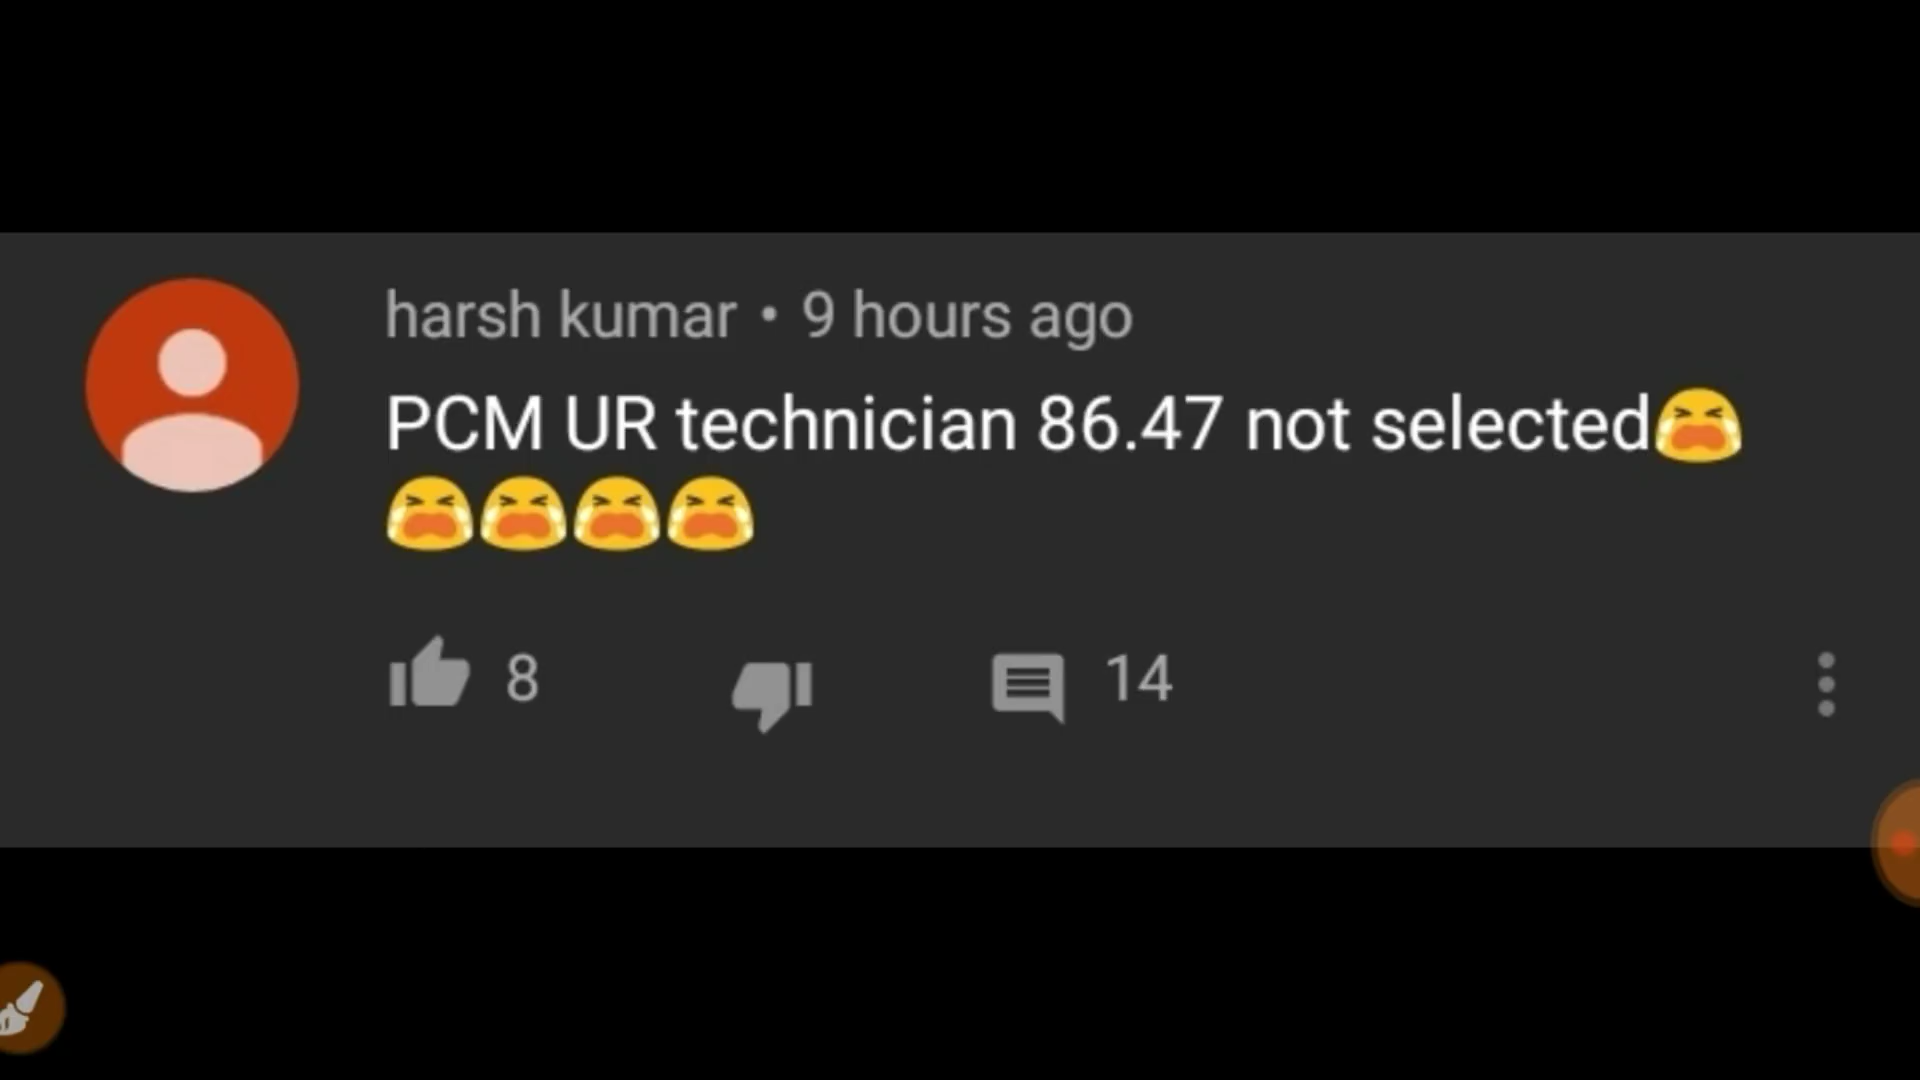 harsh kumar • 9 hours ago
PCM UR technician 86.47 not selected😭
😭😭😭😭
8 14